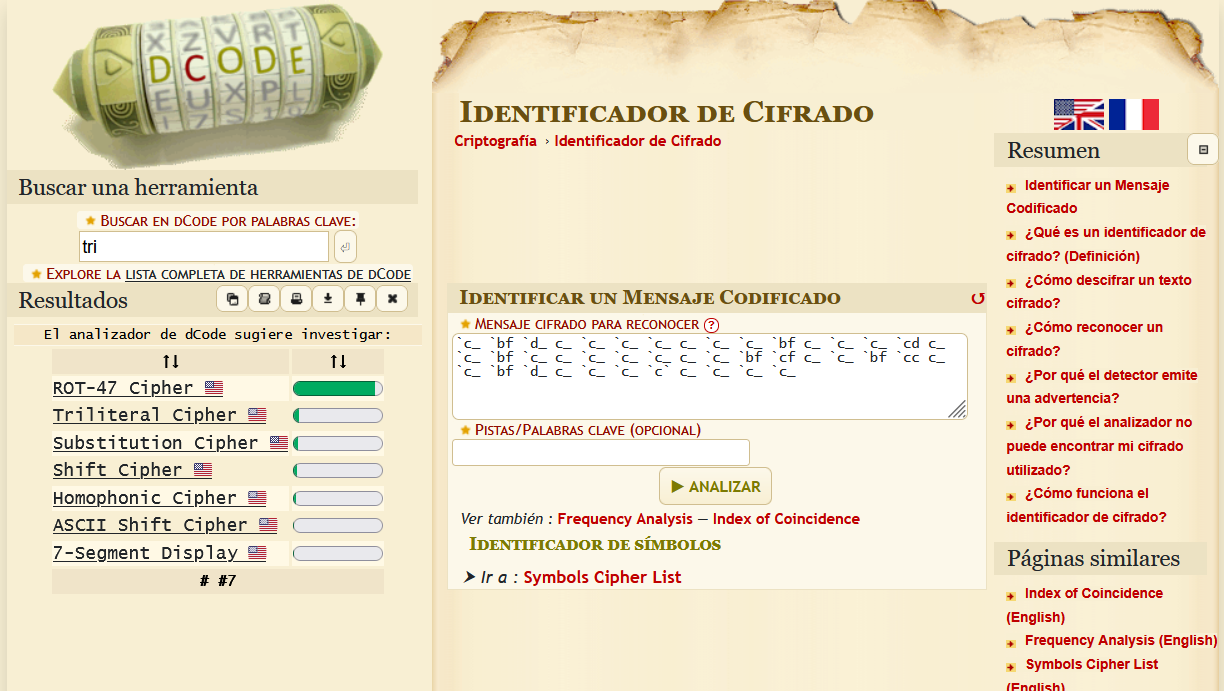 X Z V R T
D C O D E
E U X P L
I 7 S 1 0
Buscar una herramienta
Buscar en dCode por palabras clave:
tri
Explore la lista completa de herramientas de dCode
Resultados
El analizador de dCode sugiere investigar:
↑↓ ↑↓
ROT-47 Cipher
Triliteral Cipher
Substitution Cipher
Shift Cipher
Homophonic Cipher
ASCII Shift Cipher
7-Segment Display
# #7
Identificador de Cifrado
Criptografía › Identificador de Cifrado
Identificar un Mensaje Codificado
Mensaje cifrado para reconocer ?
`c_ `bf `d_ c_ `c_ `c_ `c_ c_ `c_ `c_ `bf c_ `c_ `c_ `cd c_
`c_ `bf c_ `c_ `c_ `c_ c_ `c_ `bf `cf c_ `c_ `bf `cc c_
`c_ `bf `d_ c_ `c_ `c_ `c` c_ `c_ `c_ `c_
Pistas/Palabras clave (opcional)
▶ ANALIZAR
Ver también : Frequency Analysis — Index of Coincidence
Identificador de símbolos
➤ Ir a : Symbols Cipher List
Resumen
Identificar un Mensaje
Codificado
¿Qué es un identificador de
cifrado? (Definición)
¿Cómo descifrar un texto
cifrado?
¿Cómo reconocer un
cifrado?
¿Por qué el detector emite
una advertencia?
¿Por qué el analizador no
puede encontrar mi cifrado
utilizado?
¿Cómo funciona el
identificador de cifrado?
Páginas similares
Index of Coincidence
(English)
Frequency Analysis (English)
Symbols Cipher List
(English)